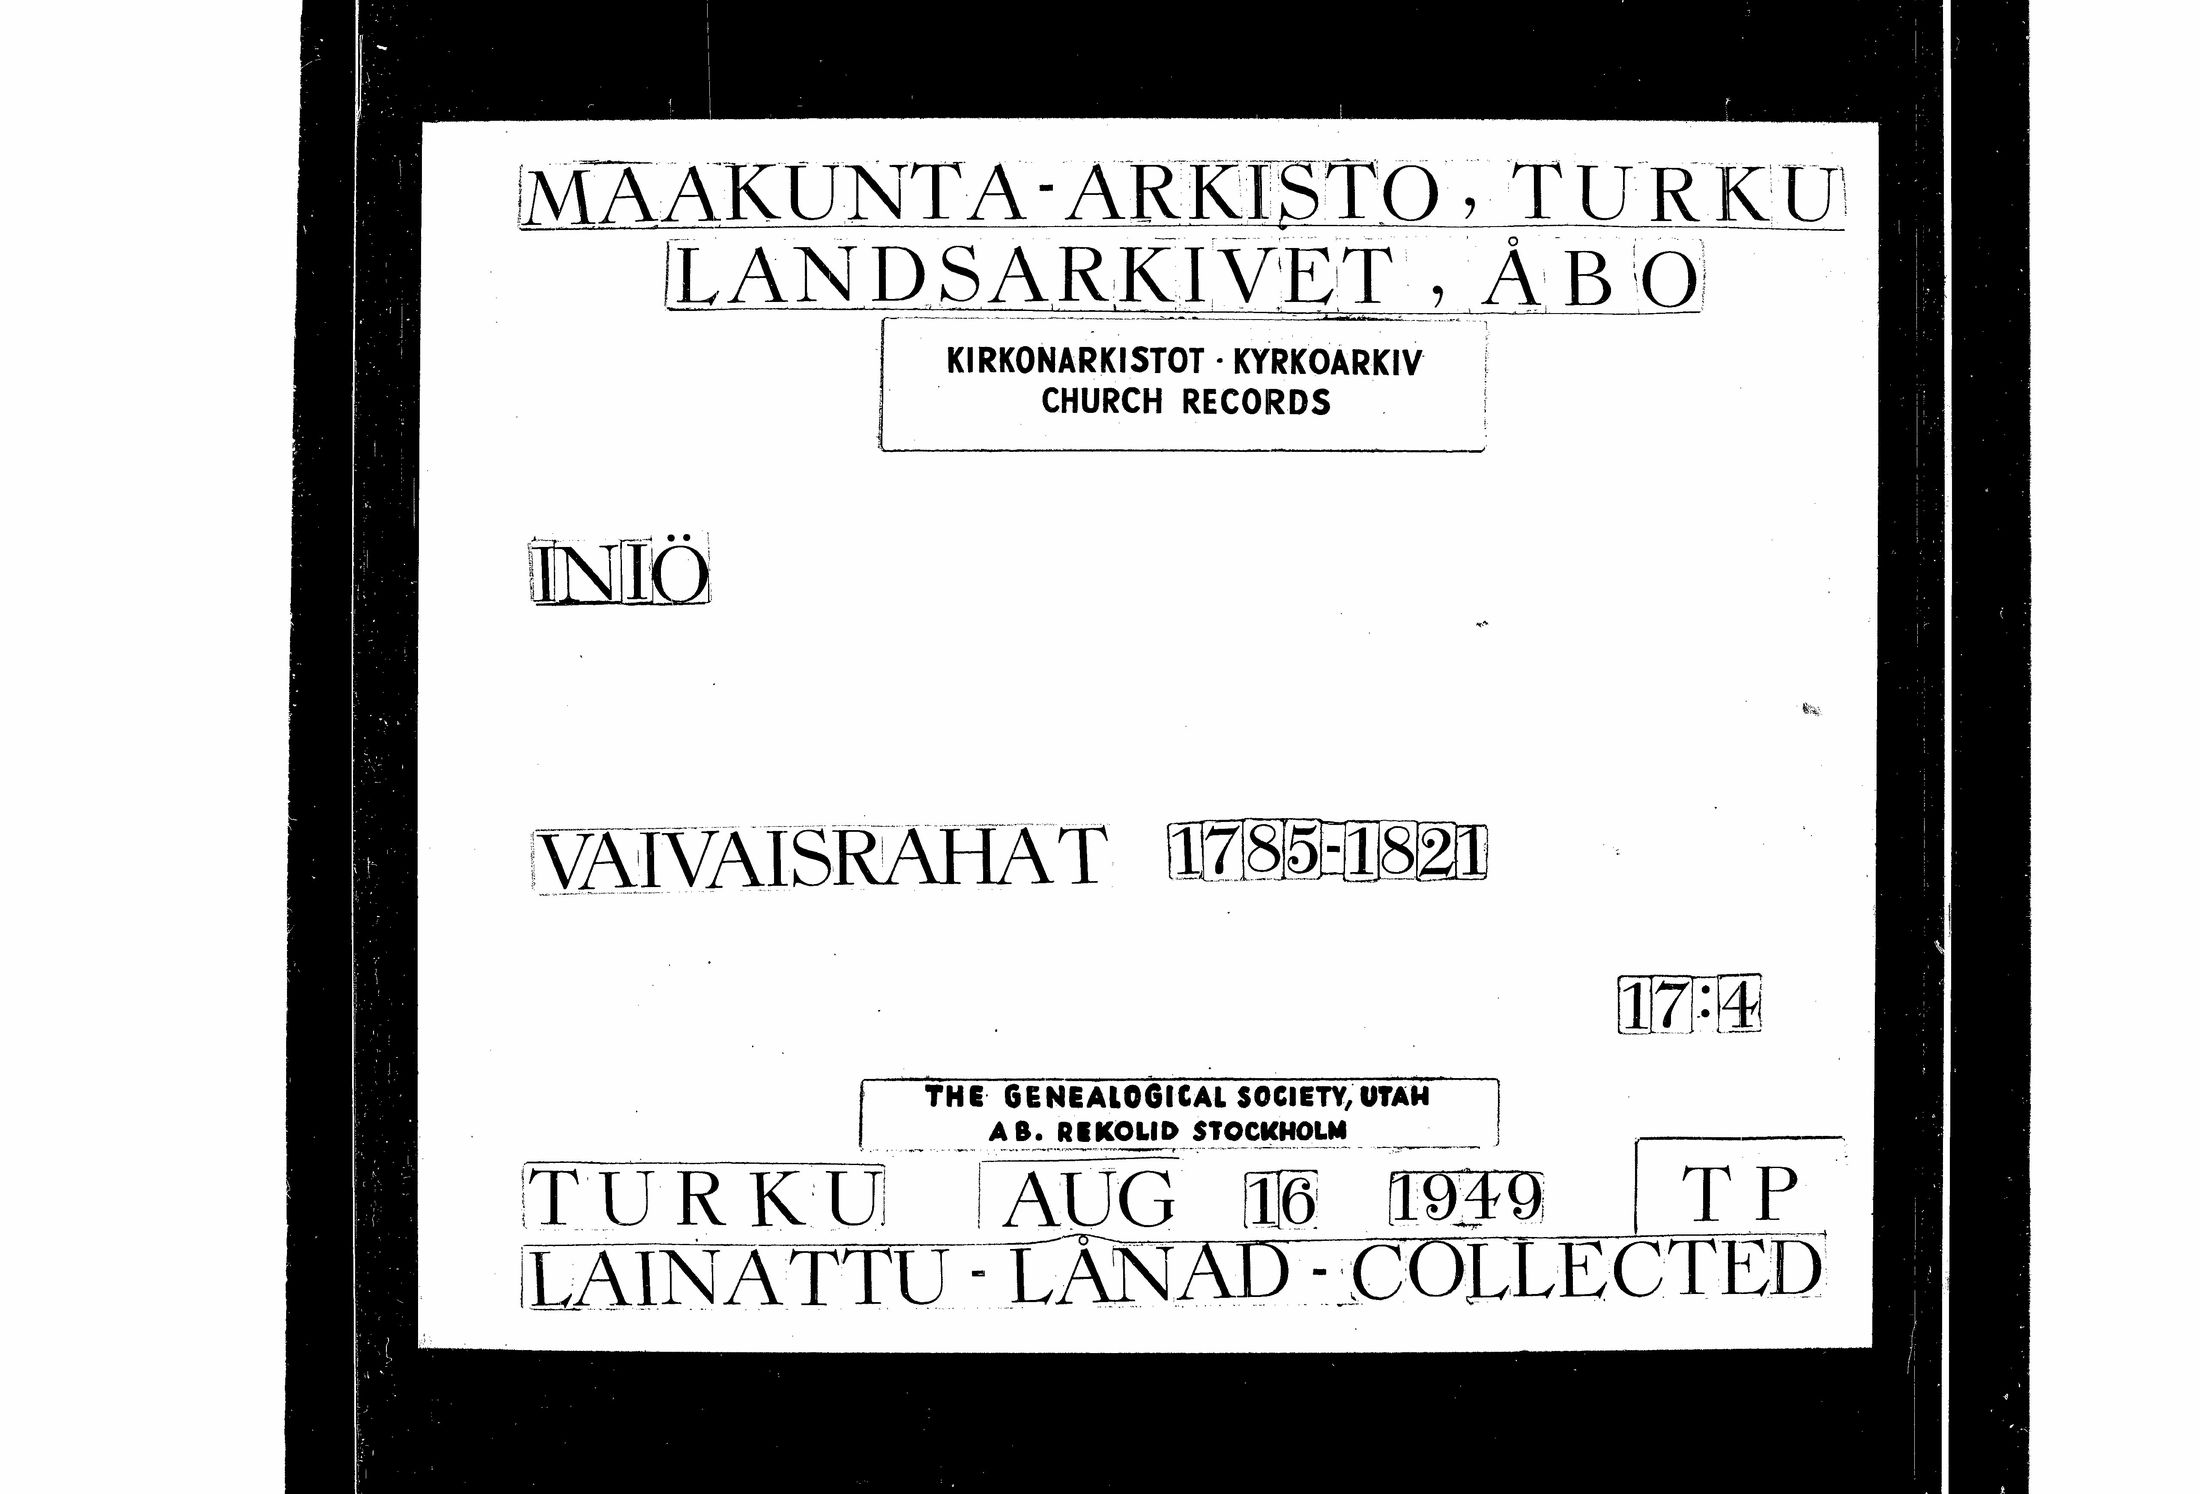 MAAKUNTA-ARKISTO, TURKU
LANDSARKIVET, ÅBO
KIRKONARKISTOT · KYRKOARKIV
CHURCH RECORDS
INIÖ
VAIVAISRAHAT 1785-1821
17:4
THE GENEALOGICAL SOCIETY, UTAH
AB. REKOLID STOCKHOLM
TURKU AUG 16 1949 TP
LAINATTU - LÅNAD - COLLECTED